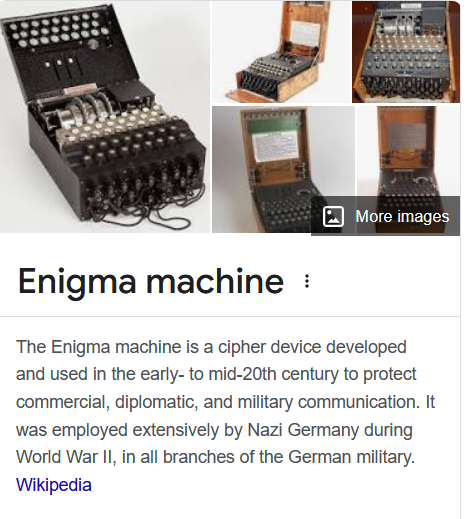 More images
Enigma machine
The Enigma machine is a cipher device developed
and used in the early- to mid-20th century to protect
commercial, diplomatic, and military communication. It
was employed extensively by Nazi Germany during
World War II, in all branches of the German military.
Wikipedia